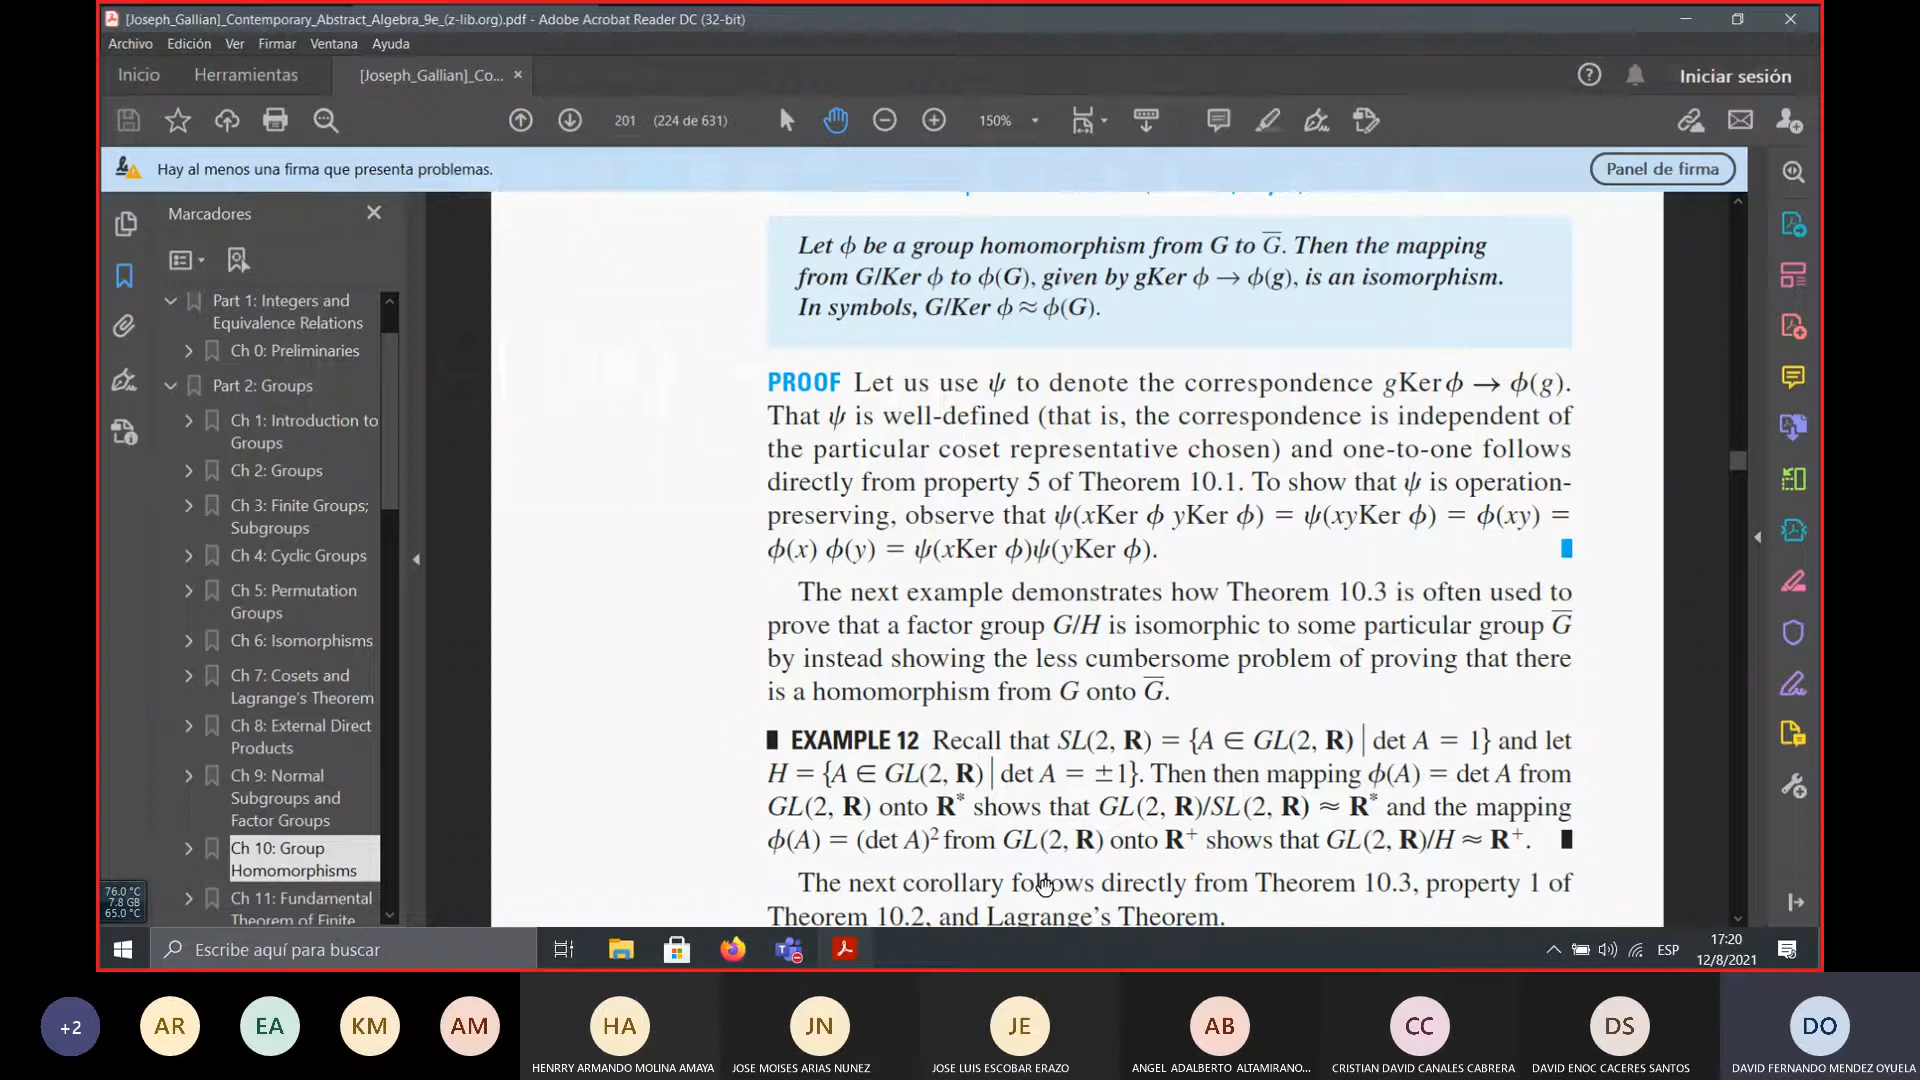 [Joseph_Gallian]_Contemporary_Abstract_Algebra_9e_(z-lib.org).pdf - Adobe Acrobat Reader DC (32-bit)
Archivo Edición Ver Firmar Ventana Ayuda
Inicio Herramientas [Joseph_Gallian]_Co... × Iniciar sesión
201 (224 de 631) 150%
Hay al menos una firma que presenta problemas. Panel de firma
Marcadores
Part 1: Integers and
Equivalence Relations
Ch 0: Preliminaries
Part 2: Groups
Ch 1: Introduction to
Groups
Ch 2: Groups
Ch 3: Finite Groups;
Subgroups
Ch 4: Cyclic Groups
Ch 5: Permutation
Groups
Ch 6: Isomorphisms
Ch 7: Cosets and
Lagrange's Theorem
Ch 8: External Direct
Products
Ch 9: Normal
Subgroups and
Factor Groups
Ch 10: Group
Homomorphisms
Ch 11: Fundamental
Theorem of Finite
Let ϕ be a group homomorphism from G to G̅. Then the mapping
from G/Ker ϕ to ϕ(G), given by gKer ϕ → ϕ(g), is an isomorphism.
In symbols, G/Ker ϕ ≈ ϕ(G).
PROOF Let us use ψ to denote the correspondence gKer ϕ → ϕ(g).
That ψ is well-defined (that is, the correspondence is independent of
the particular coset representative chosen) and one-to-one follows
directly from property 5 of Theorem 10.1. To show that ψ is operation-
preserving, observe that ψ(xKer ϕ yKer ϕ) = ψ(xyKer ϕ) = ϕ(xy) =
ϕ(x) ϕ(y) = ψ(xKer ϕ)ψ(yKer ϕ).
The next example demonstrates how Theorem 10.3 is often used to
prove that a factor group G/H is isomorphic to some particular group G̅
by instead showing the less cumbersome problem of proving that there
is a homomorphism from G onto G̅.
EXAMPLE 12 Recall that SL(2, R) = {A ∈ GL(2, R) | det A = 1} and let
H = {A ∈ GL(2, R) | det A = ±1}. Then then mapping ϕ(A) = det A from
GL(2, R) onto R* shows that GL(2, R)/SL(2, R) ≈ R* and the mapping
ϕ(A) = (det A)² from GL(2, R) onto R⁺ shows that GL(2, R)/H ≈ R⁺.
The next corollary follows directly from Theorem 10.3, property 1 of
Theorem 10.2, and Lagrange's Theorem.
76.0 °C
7.8 GB
65.0 °C
Escribe aquí para buscar
ESP
17:20
12/8/2021
+2 AR EA KM AM HA JN JE AB CC DS DO
HENRRY ARMANDO MOLINA AMAYA JOSE MOISES ARIAS NUNEZ JOSE LUIS ESCOBAR ERAZO ANGEL ADALBERTO ALTAMIRANO... CRISTIAN DAVID CANALES CABRERA DAVID ENOC CACERES SANTOS DAVID FERNANDO MENDEZ OYUELA